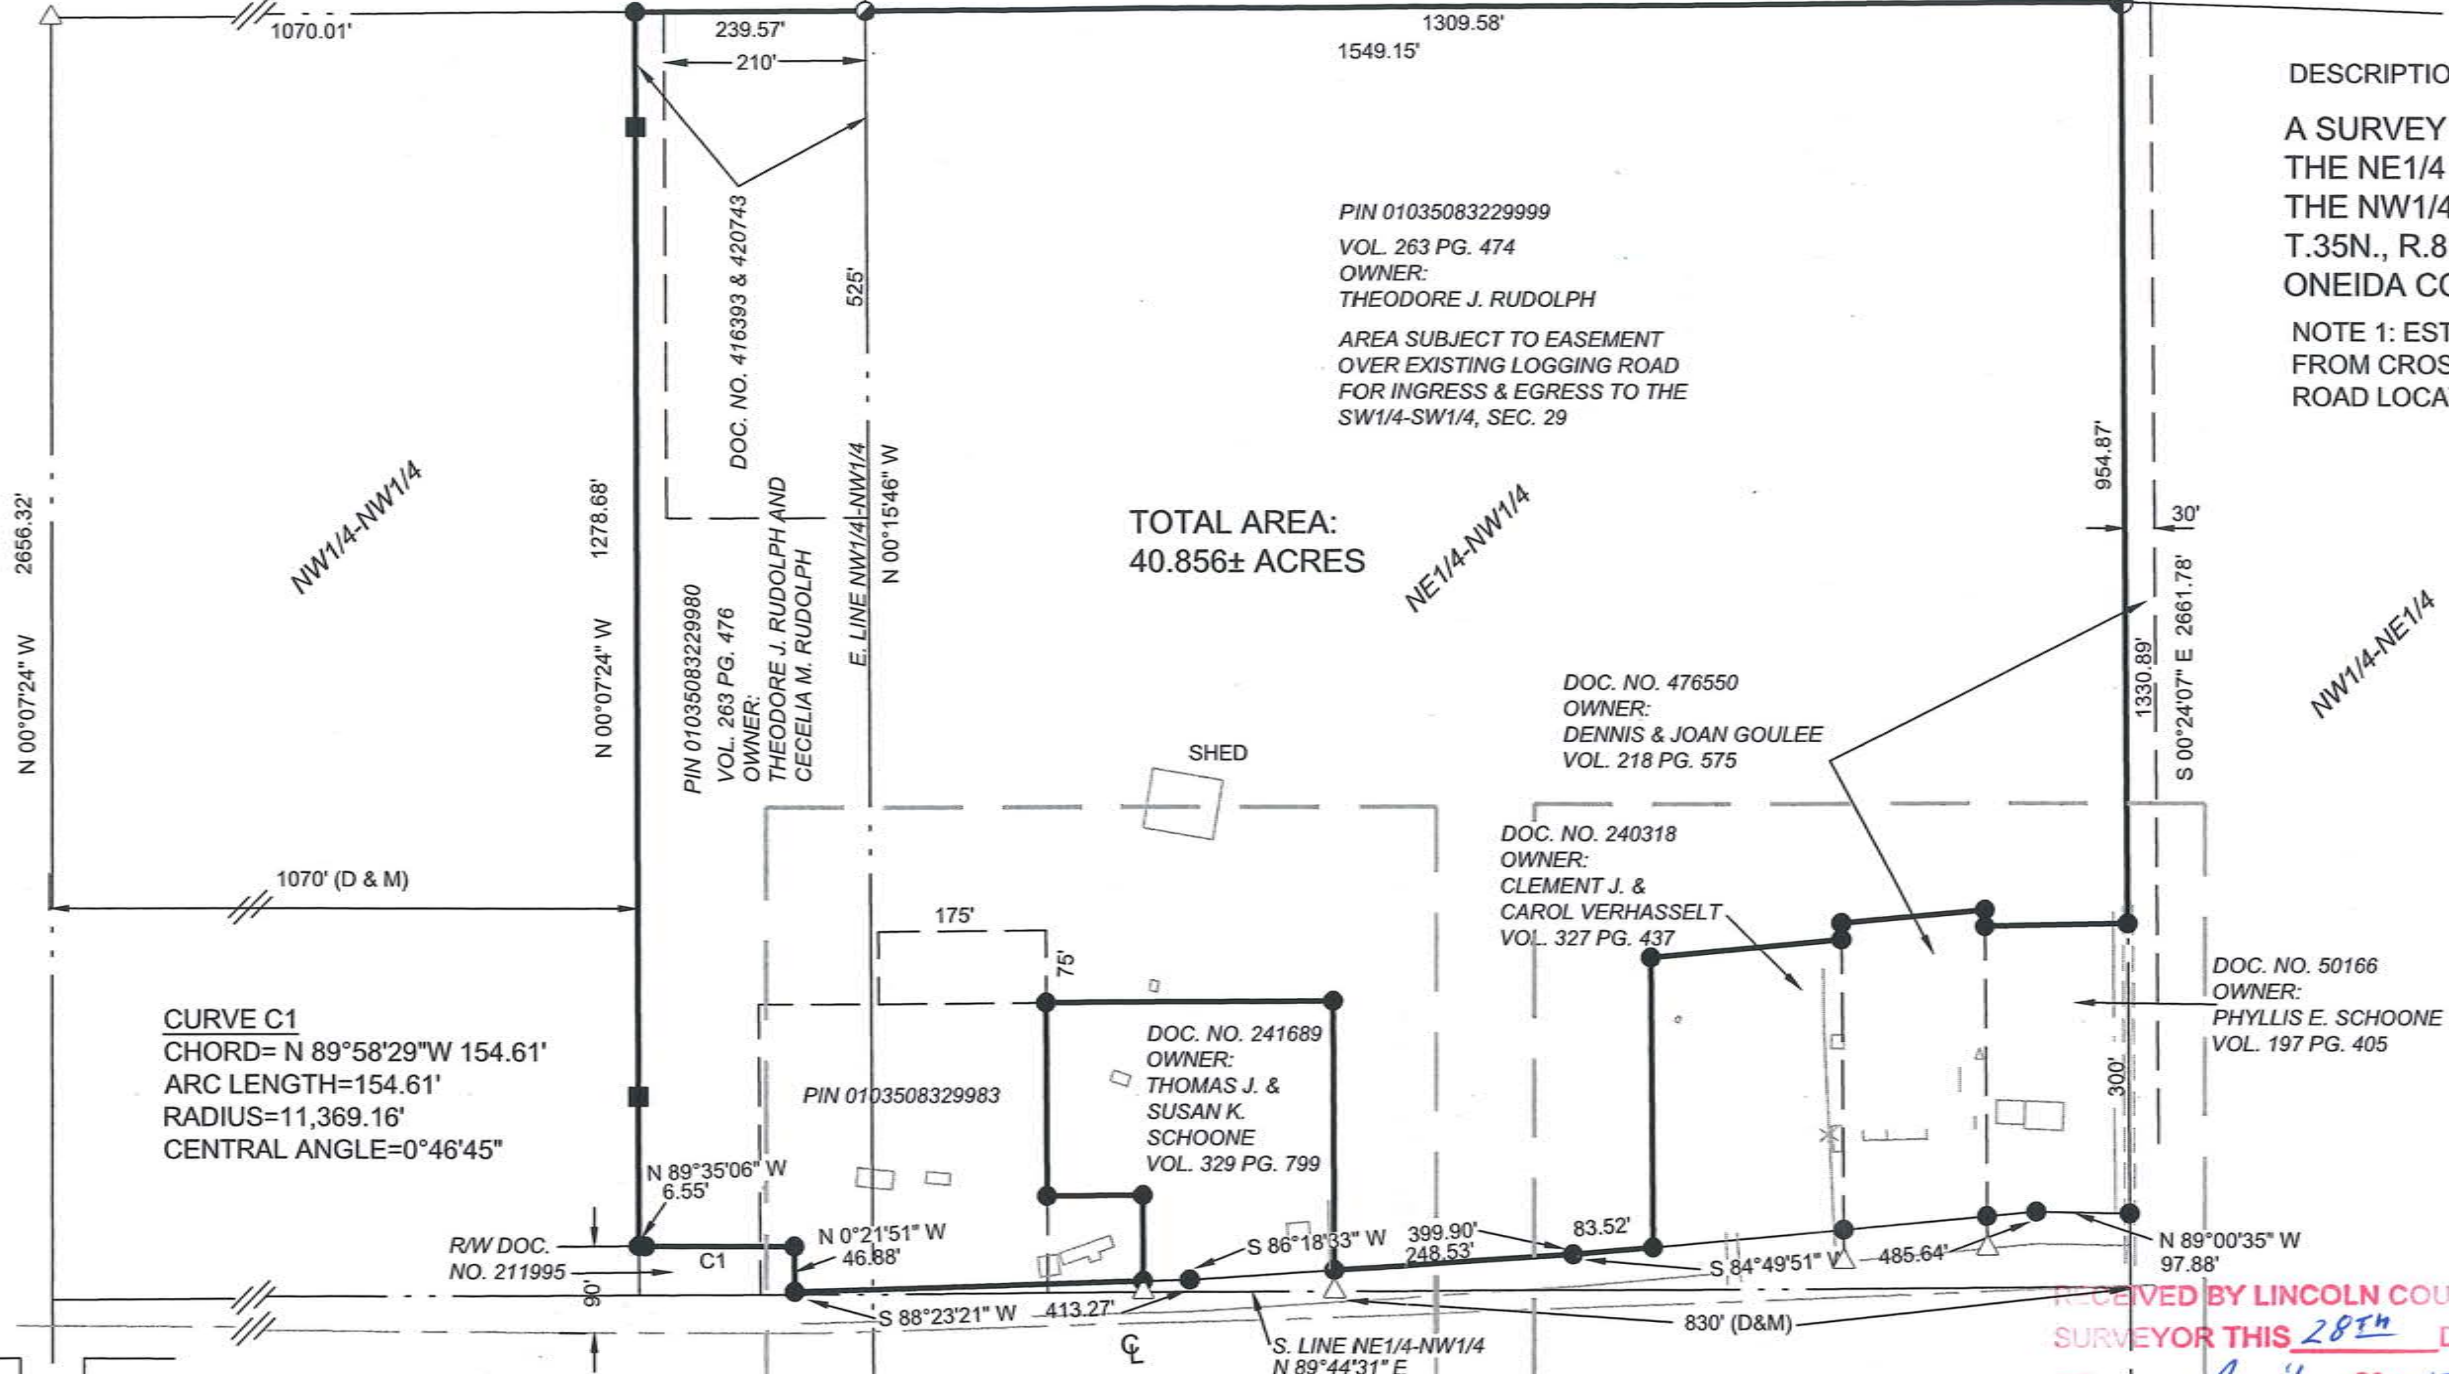 1070.01'
239.57'
210'
1309.58'
1549.15'
DESCRIPTIO
A SURVEY
THE NE1/4
THE NW1/4
T.35N., R.8
ONEIDA CO
NOTE 1: EST
FROM CROS
ROAD LOCA
PIN 01035083229999
VOL. 263 PG. 474
OWNER:
THEODORE J. RUDOLPH
AREA SUBJECT TO EASEMENT
OVER EXISTING LOGGING ROAD
FOR INGRESS & EGRESS TO THE
SW1/4-SW1/4, SEC. 29
DOC. NO. 416393 & 420743
525'
E. LINE NW1/4-NW1/4
N 00°15'46" W
N 00°07'24" W 2656.32'
NW1/4-NW1/4
N 00°07'24" W 1278.68'
PIN 01035083229980
VOL. 263 PG. 476
OWNER:
THEODORE J. RUDOLPH AND
CECELIA M. RUDOLPH
TOTAL AREA:
40.856± ACRES
NE1/4-NW1/4
954.87'
30'
S 00°24'07" E 2661.78'
1330.89'
NW1/4-NE1/4
DOC. NO. 476550
OWNER:
DENNIS & JOAN GOULEE
VOL. 218 PG. 575
SHED
DOC. NO. 240318
OWNER:
CLEMENT J. &
CAROL VERHASSELT
VOL. 327 PG. 437
1070' (D & M)
175'
75'
DOC. NO. 50166
OWNER:
PHYLLIS E. SCHOONE
VOL. 197 PG. 405
300'
CURVE C1
CHORD= N 89°58'29"W 154.61'
ARC LENGTH=154.61'
RADIUS=11,369.16'
CENTRAL ANGLE=0°46'45"
DOC. NO. 241689
OWNER:
THOMAS J. &
SUSAN K.
SCHOONE
VOL. 329 PG. 799
PIN 0103508329983
N 89°35'06" W
6.55'
R/W DOC.
NO. 211995
C1
90'
N 0°21'51" W
46.88'
S 88°23'21" W 413.27'
S 86°18'33" W
399.90'
248.53'
83.52'
S 84°49'51" W 485.64'
N 89°00'35" W
97.88'
830' (D&M)
S. LINE NE1/4-NW1/4
N 89°44'31" E
℄
RECEIVED BY LINCOLN COU
SURVEYOR THIS 28TH D